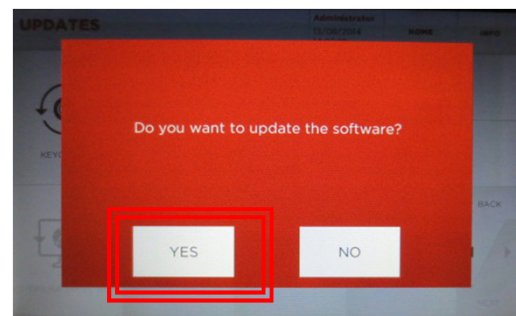 UPDATES
Administrator
HOME
INFO
Do you want to update the software?
BACK
YES
NO